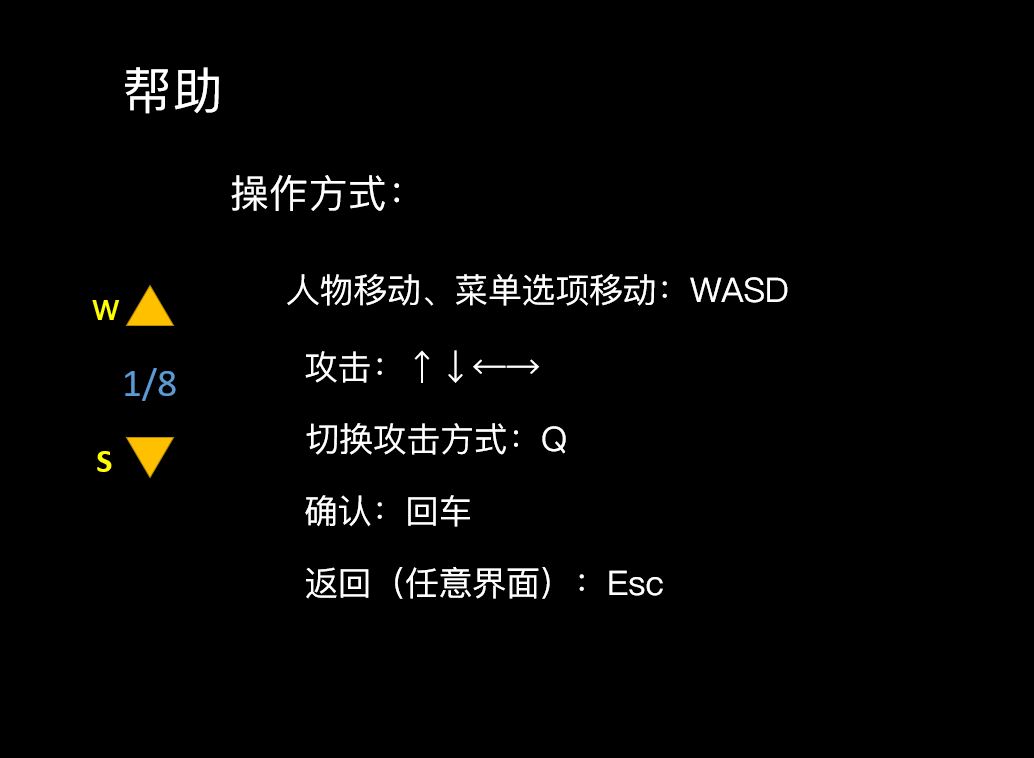 帮助
操作方式：
人物移动、菜单选项移动：WASD
W
攻击：↑↓←→
1/8
切换攻击方式：Q
S
确认：回车
返回（任意界面）：Esc